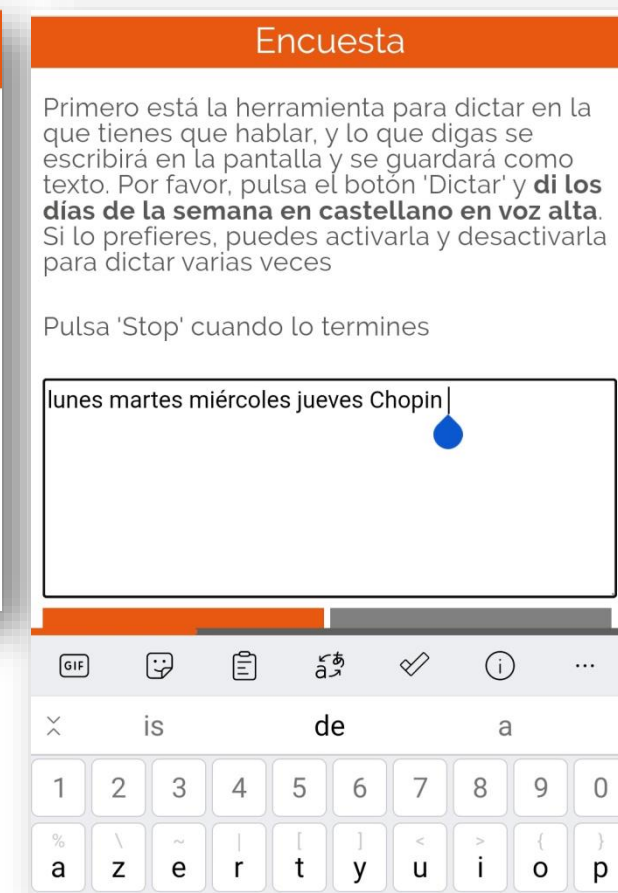 Encuesta
Primero está la herramienta para dictar en la
que tienes que hablar, y lo que digas se
escribirá en la pantalla y se guardará como
texto. Por favor, pulsa el botón 'Dictar' y di los
días de la semana en castellano en voz alta.
Si lo prefieres, puedes activarla y desactivarla
para dictar varias veces
Pulsa 'Stop' cuando lo termines
lunes martes miércoles jueves Chopin
GIF
is de a
1 2 3 4 5 6 7 8 9 0
% \ ~ | [ ] < > { }
a z e r t y u i o p